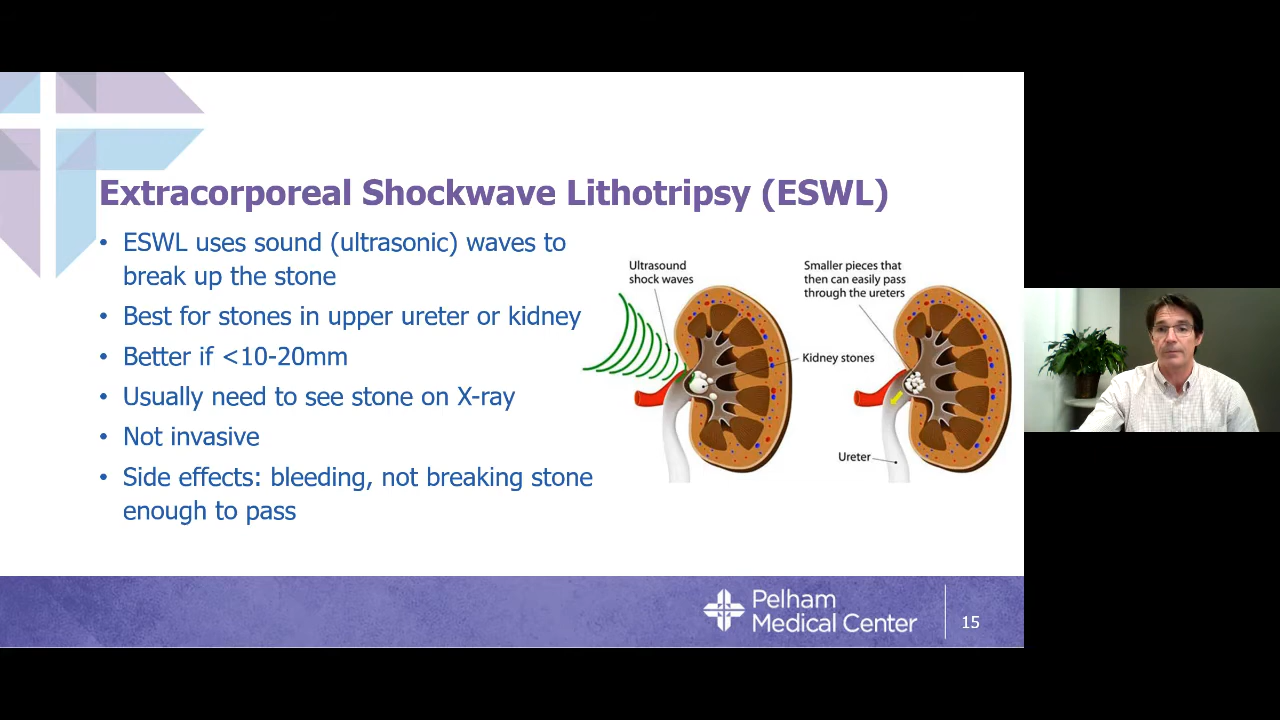 Extracorporeal Shockwave Lithotripsy (ESWL)
• ESWL uses sound (ultrasonic) waves to
break up the stone
• Best for stones in upper ureter or kidney
• Better if <10-20mm
• Usually need to see stone on X-ray
• Not invasive
• Side effects: bleeding, not breaking stone
enough to pass
Ultrasound
shock waves
Smaller pieces that
then can easily pass
through the ureters
Kidney stones
Ureter
Pelham
Medical Center
15